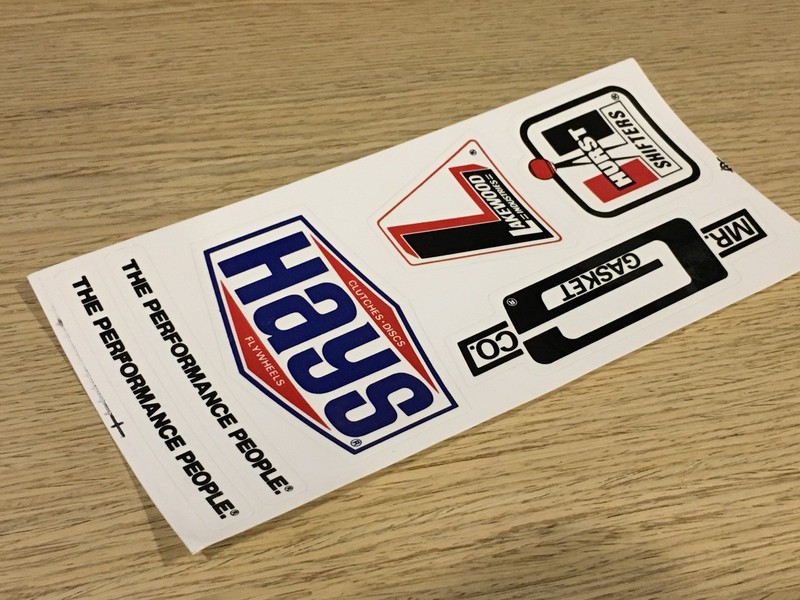 HURST
SHIFTERS
®
LAKEWOOD
INDUSTRIES
®
MR.
GASKET
®
CO.
CLUTCHES · DISCS
Hays
FLYWHEELS
®
THE PERFORMANCE PEOPLE.®
THE PERFORMANCE PEOPLE.®